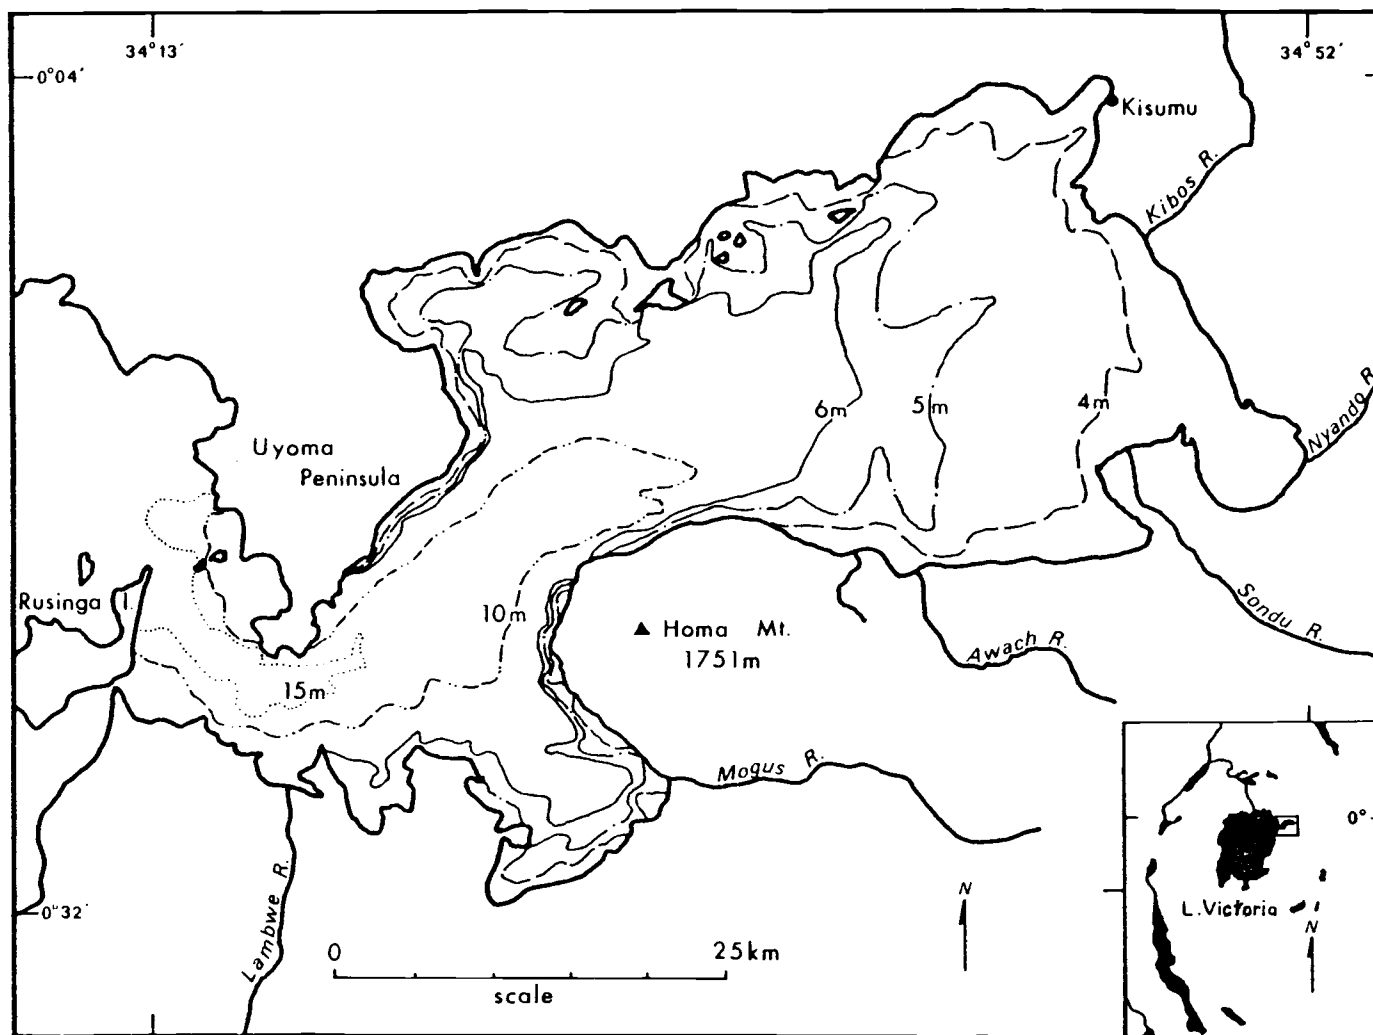 34°13′
34°52′
0°04′
Kisumu
Kibos R.
Uyoma
Peninsula
6m
5m
4m
Nyando R
Rusinga I.
10m
Homa Mt.
1751m
Sondu R.
Awach R.
15m
Mogus R.
0°
L.Victoria
N
N
Lambwe R.
0°32′
0
25km
scale